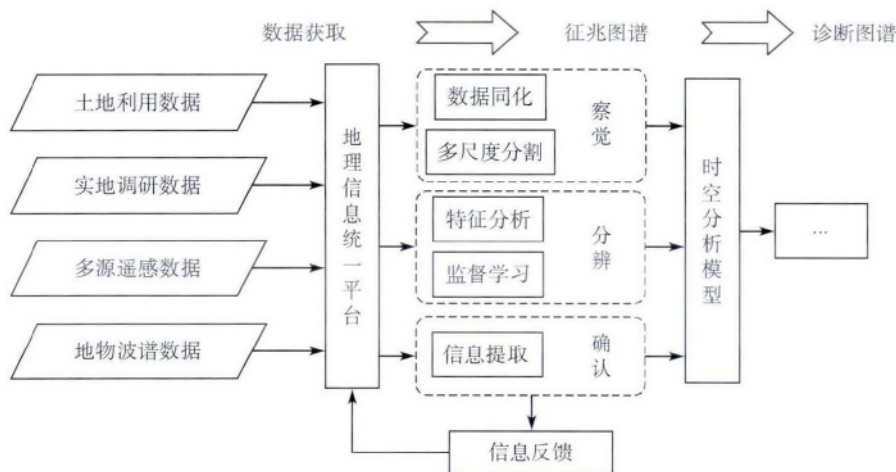 数据获取
征兆图谱
诊断图谱
土地利用数据
实地调研数据
多源遥感数据
地物波谱数据
地理信息统一平台
数据同化
多尺度分割
察觉
特征分析
监督学习
分辨
信息提取
确认
信息反馈
时空分析模型
…